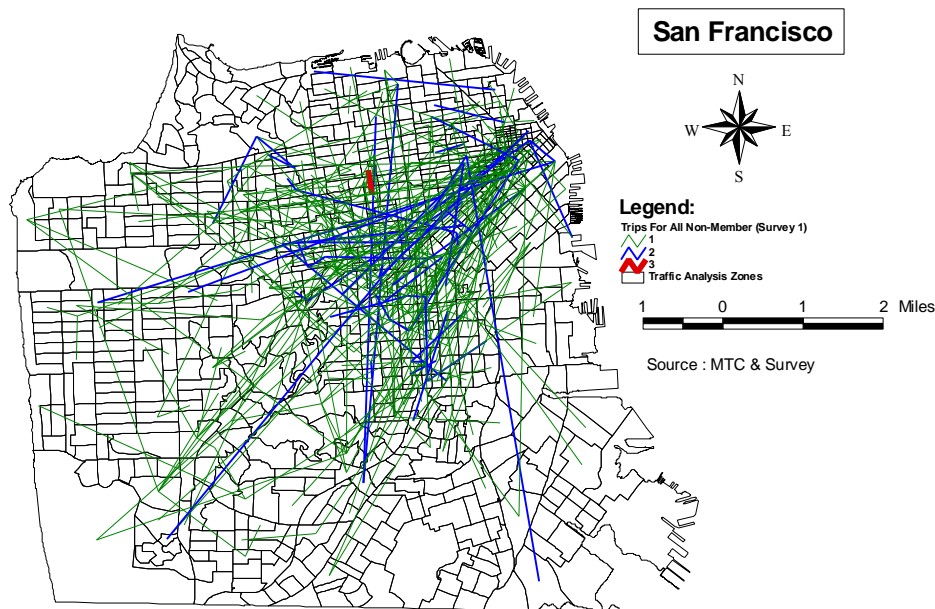 San Francisco
N
W E
S
Legend:
Trips For All Non-Member (Survey 1)
1
2
3
Traffic Analysis Zones
1 0 1 2 Miles
Source : MTC & Survey